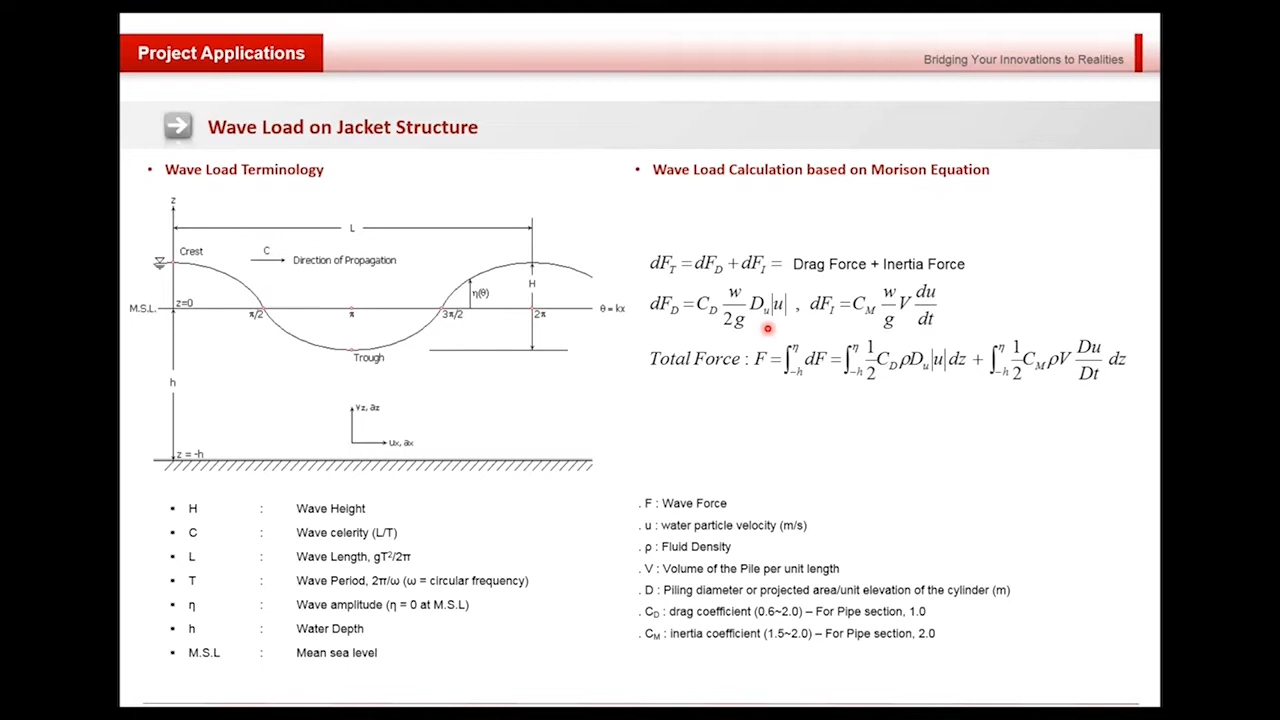 Project Applications
Bridging Your Innovations to Realities
Wave Load on Jacket Structure
• Wave Load Terminology
z
L
Crest
C
Direction of Propagation
H
η(θ)
M.S.L.
z=0
π/2
π
3π/2
2π
θ = kx
Trough
h
vz, az
ux, ax
z = -h
▪ H : Wave Height
▪ C : Wave celerity (L/T)
▪ L : Wave Length, gT²/2π
▪ T : Wave Period, 2π/ω (ω = circular frequency)
▪ η : Wave amplitude (η = 0 at M.S.L)
▪ h : Water Depth
▪ M.S.L : Mean sea level
• Wave Load Calculation based on Morison Equation
dF_T = dF_D + dF_I = Drag Force + Inertia Force
dF_D = C_D w/2g D_u|u| , dF_I = C_M w/g V du/dt
Total Force : F = ∫_{-h}^{η} dF = ∫_{-h}^{η} 1/2 C_D ρD_u|u| dz + ∫_{-h}^{η} 1/2 C_M ρV Du/Dt dz
. F : Wave Force
. u : water particle velocity (m/s)
. ρ : Fluid Density
. V : Volume of the Pile per unit length
. D : Piling diameter or projected area/unit elevation of the cylinder (m)
. C_D : drag coefficient (0.6~2.0) – For Pipe section, 1.0
. C_M : inertia coefficient (1.5~2.0) – For Pipe section, 2.0